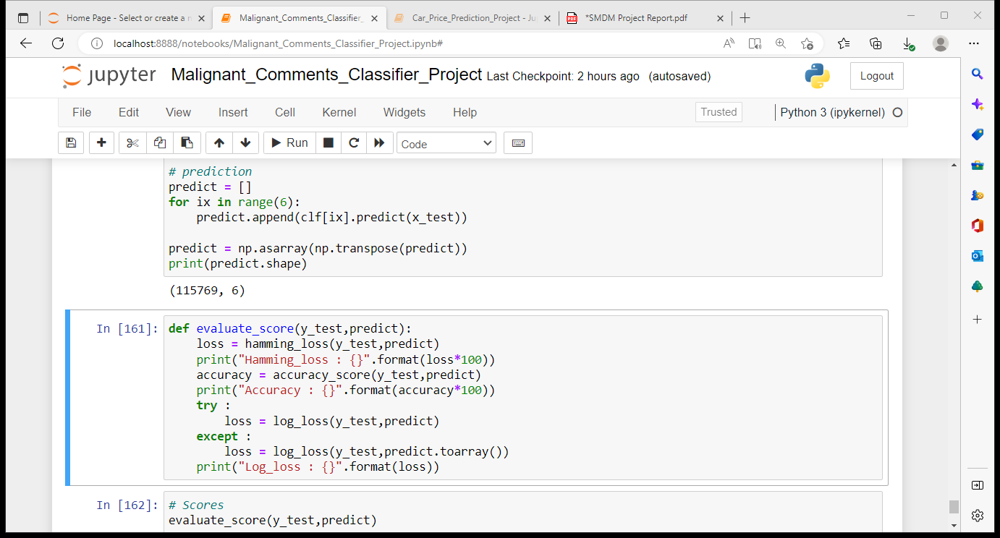 Home Page - Select or create a n
Malignant_Comments_Classifier_
Car_Price_Prediction_Project - Ju
PDF
*SMDM Project Report.pdf
localhost:8888/notebooks/Malignant_Comments_Classifier_Project.ipynb#
jupyter Malignant_Comments_Classifier_Project Last Checkpoint: 2 hours ago (autosaved)
Logout
File Edit View Insert Cell Kernel Widgets Help Trusted Python 3 (ipykernel)
Run Code
# prediction
predict = []
for ix in range(6):
    predict.append(clf[ix].predict(x_test))
predict = np.asarray(np.transpose(predict))
print(predict.shape)
(115769, 6)
In [161]: def evaluate_score(y_test,predict):
    loss = hamming_loss(y_test,predict)
    print("Hamming_loss : {}".format(loss*100))
    accuracy = accuracy_score(y_test,predict)
    print("Accuracy : {}".format(accuracy*100))
    try :
        loss = log_loss(y_test,predict)
    except :
        loss = log_loss(y_test,predict.toarray())
    print("Log_loss : {}".format(loss))
In [162]: # Scores
evaluate_score(y_test,predict)